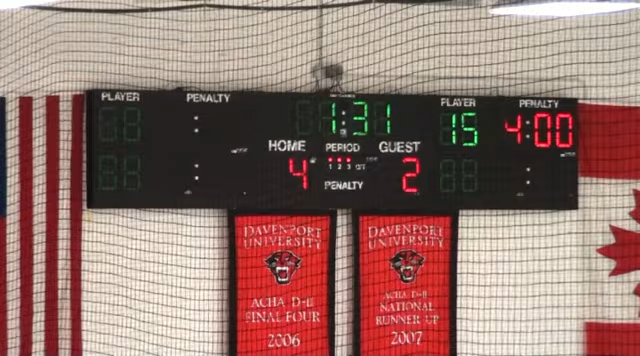 PLAYER PENALTY 1:31 PLAYER PENALTY
15 4:00
HOME PERIOD GUEST
4 1 2 3 OT 2
PENALTY
DAVENPORT
UNIVERSITY
ACHA D-II
FINAL FOUR
2006
DAVENPORT
UNIVERSITY
ACHA D-II
NATIONAL
RUNNER UP
2007